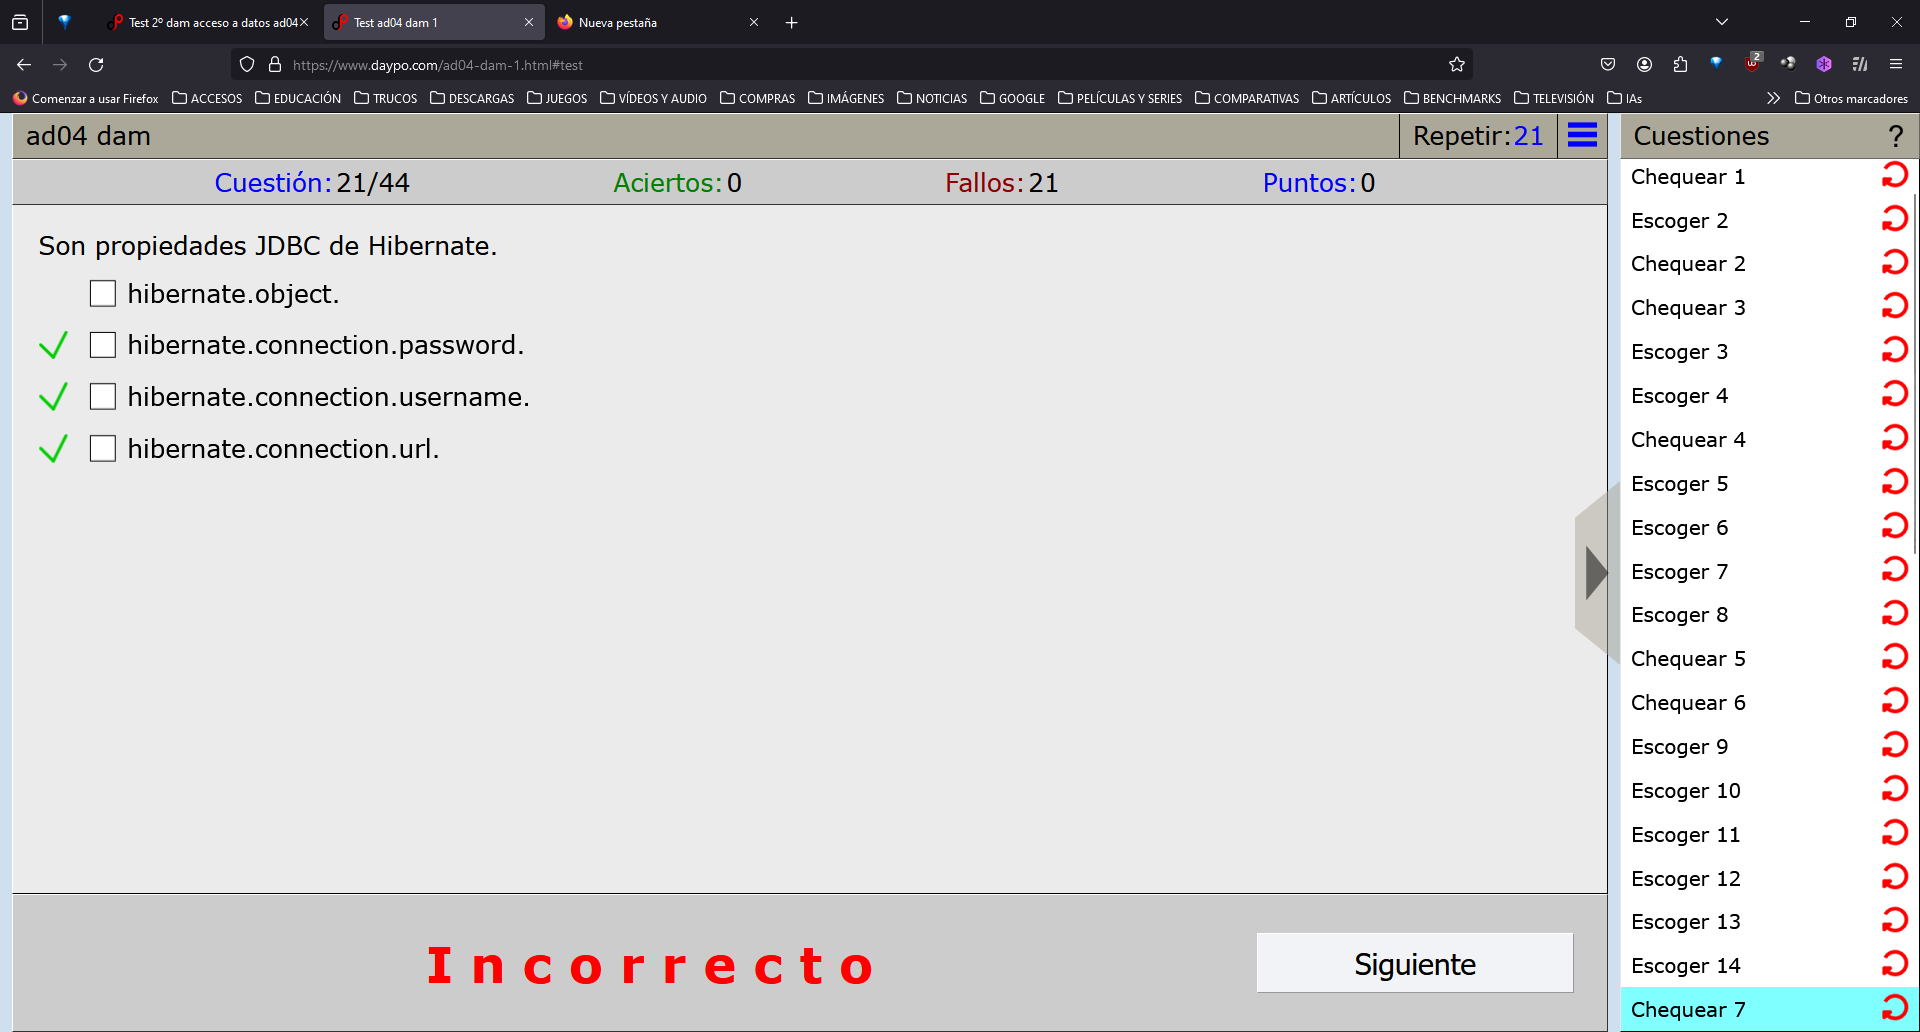 Test 2º dam acceso a datos ad04
Test ad04 dam 1
Nueva pestaña
https://www.daypo.com/ad04-dam-1.html#test
2
Comenzar a usar Firefox
ACCESOS
EDUCACIÓN
TRUCOS
DESCARGAS
JUEGOS
VÍDEOS Y AUDIO
COMPRAS
IMÁGENES
NOTICIAS
GOOGLE
PELÍCULAS Y SERIES
COMPARATIVAS
ARTÍCULOS
BENCHMARKS
TELEVISIÓN
IAs
Otros marcadores
ad04 dam
Repetir:21
Cuestión:21/44
Aciertos:0
Fallos:21
Puntos:0
Son propiedades JDBC de Hibernate.
hibernate.object.
hibernate.connection.password.
hibernate.connection.username.
hibernate.connection.url.
Incorrecto
Siguiente
Cuestiones
?
Chequear 1
Escoger 2
Chequear 2
Chequear 3
Escoger 3
Escoger 4
Chequear 4
Escoger 5
Escoger 6
Escoger 7
Escoger 8
Chequear 5
Chequear 6
Escoger 9
Escoger 10
Escoger 11
Escoger 12
Escoger 13
Escoger 14
Chequear 7